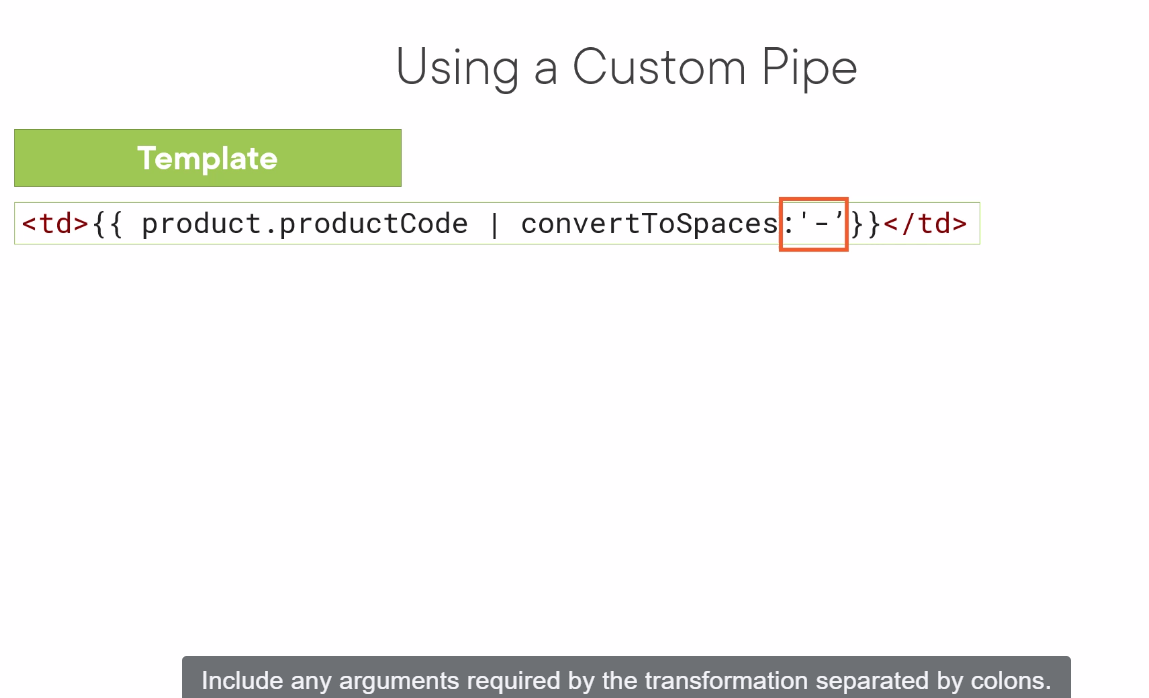 Using a Custom Pipe
Template
<td>{{ product.productCode | convertToSpaces:'-’}}</td>
Include any arguments required by the transformation separated by colons.